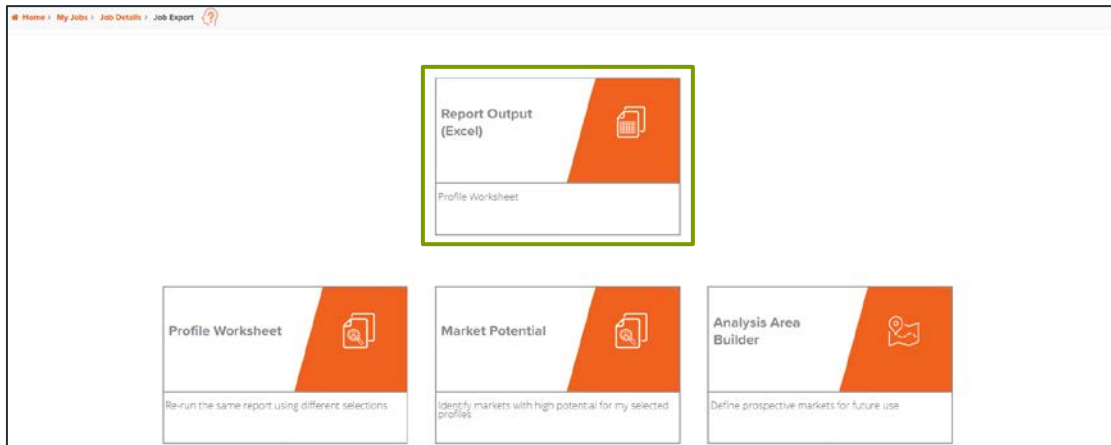 Home > My Jobs > Job Details > Job Export
Report Output
(Excel)
Profile Worksheet
Profile Worksheet
Market Potential
Analysis Area
Builder
Re-run the same report using different selections
Identify markets with high potential for my selected
profiles
Define prospective markets for future use